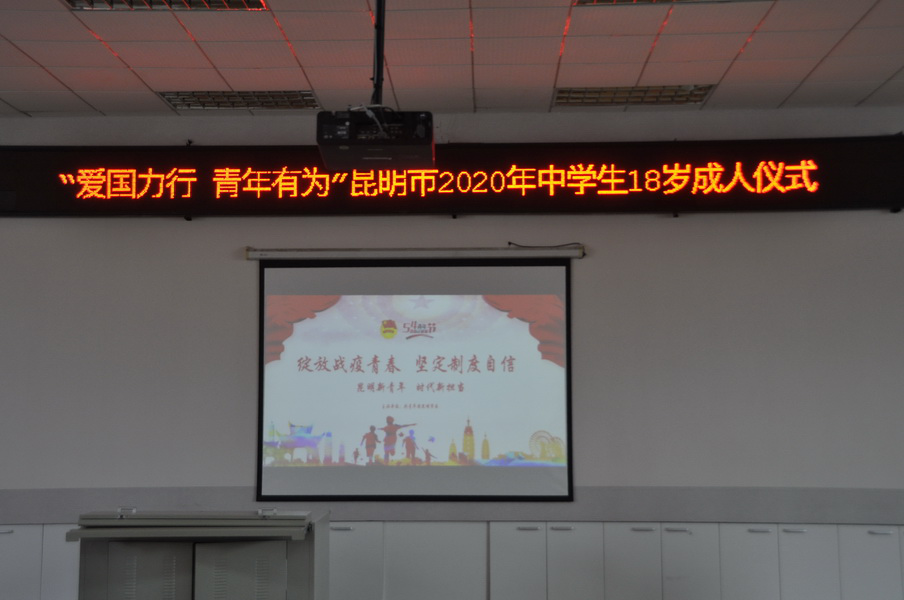 “爱国力行 青年有为”昆明市2020年中学生18岁成人仪式
绽放战疫青春 坚定制度自信
昆明新青年 时代新担当